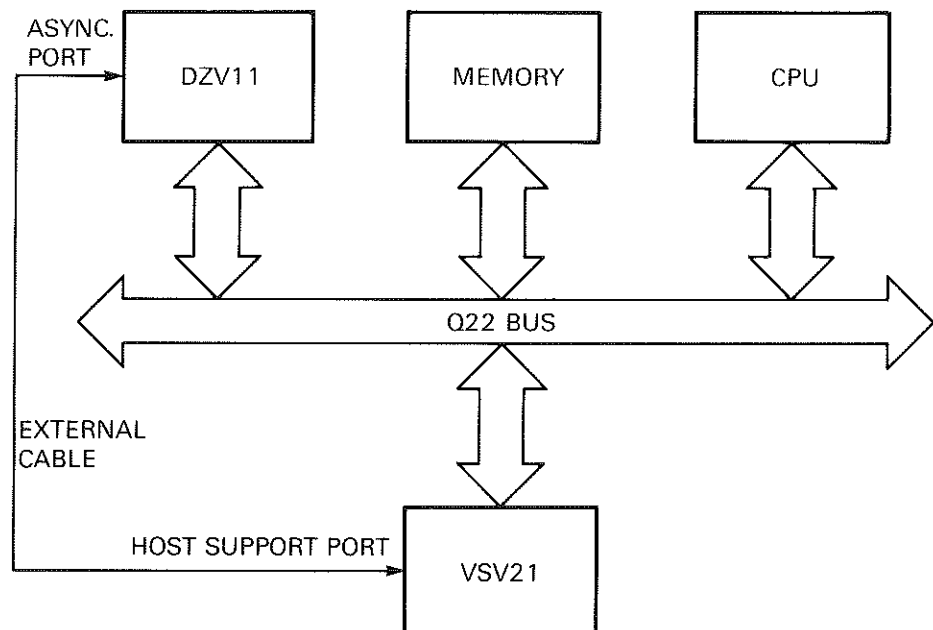 ASYNC.
PORT
DZV11
MEMORY
CPU
Q22 BUS
EXTERNAL
CABLE
HOST SUPPORT PORT
VSV21